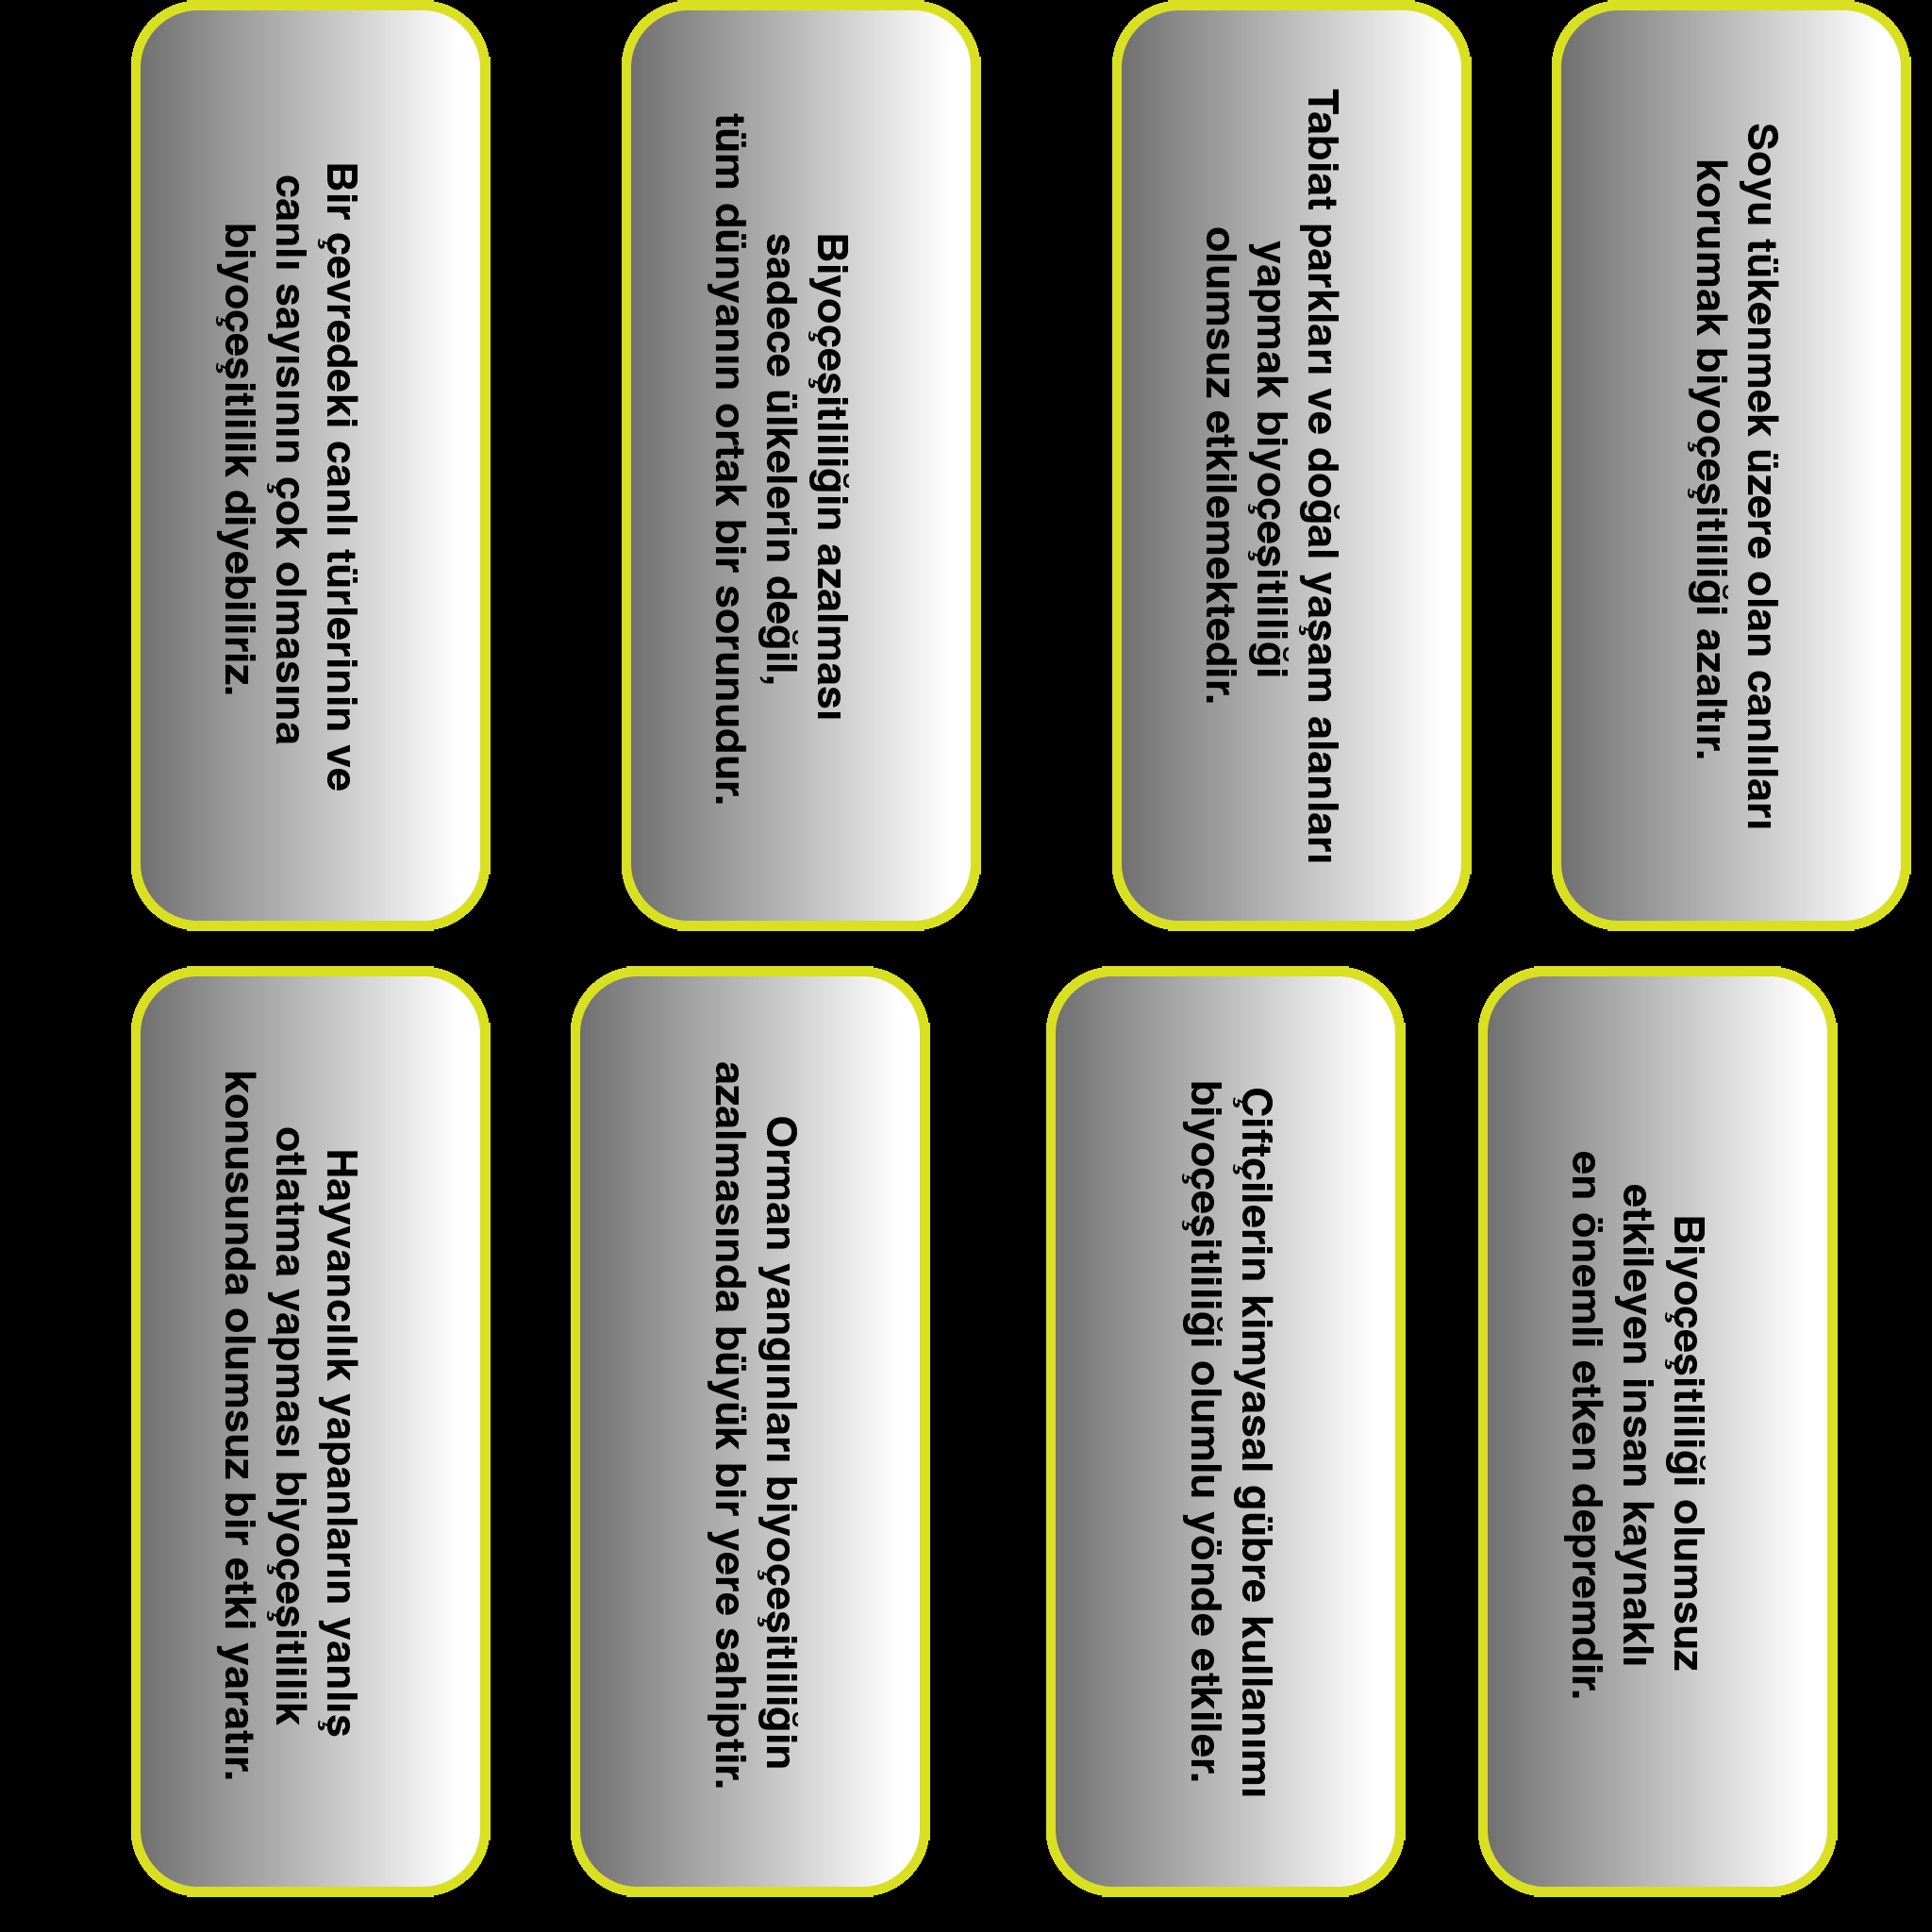 Bir çevredeki canlı türlerinin ve
canlı sayısının çok olmasına
biyoçeşitlilik diyebiliriz.
Biyoçeşitliliğin azalması
sadece ülkelerin değil,
tüm dünyanın ortak bir sorunudur.
Tabiat parkları ve doğal yaşam alanları
yapmak biyoçeşitliliği
olumsuz etkilemektedir.
Soyu tükenmek üzere olan canlıları
korumak biyoçeşitliliği azaltır.
Hayvancılık yapanların yanlış
otlatma yapması biyoçeşitlilik
konusunda olumsuz bir etki yaratır.
Orman yangınları biyoçeşitliliğin
azalmasında büyük bir yere sahiptir.
Çiftçilerin kimyasal gübre kullanımı
biyoçeşitliliği olumlu yönde etkiler.
Biyoçeşitliliği olumsuz
etkileyen insan kaynaklı
en önemli etken depremdir.